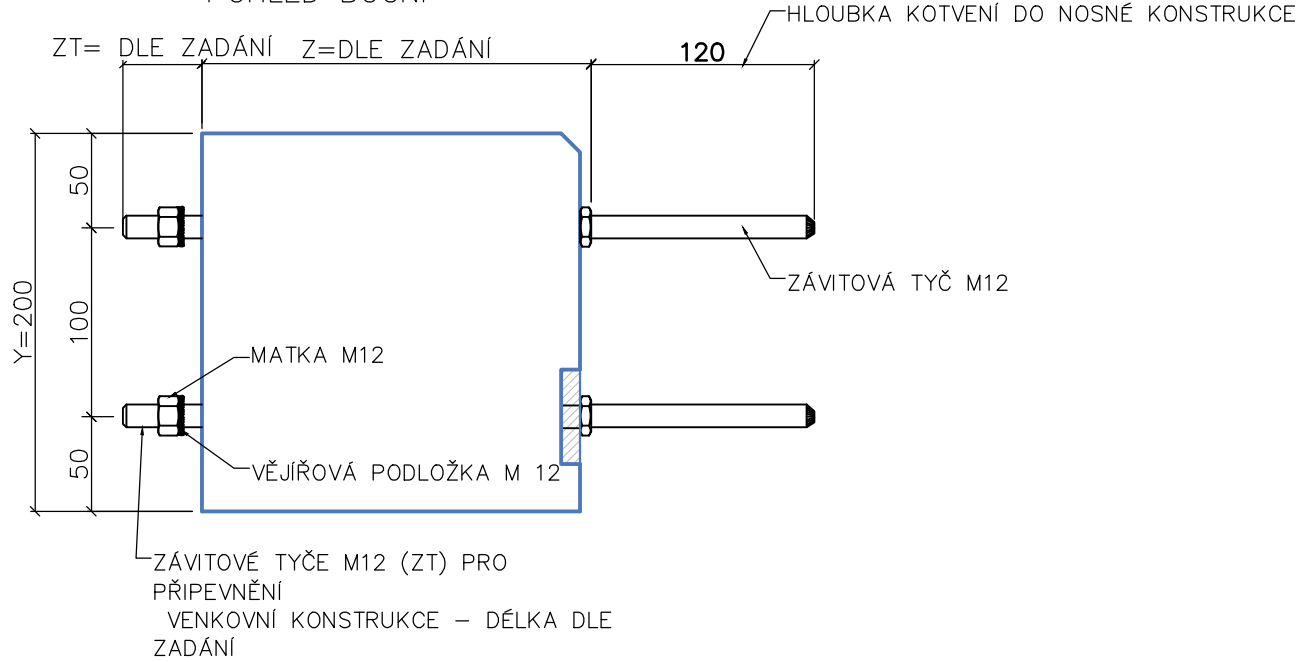 HLOUBKA KOTVENÍ DO NOSNÉ KONSTRUKCE
ZT= DLE ZADÁNÍ
Z=DLE ZADÁNÍ
120
50
100
50
Y=200
ZÁVITOVÁ TYČ M12
MATKA M12
VĚJÍŘOVÁ PODLOŽKA M 12
ZÁVITOVÉ TYČE M12 (ZT) PRO
PŘIPEVNĚNÍ
VENKOVNÍ KONSTRUKCE – DÉLKA DLE
ZADÁNÍ